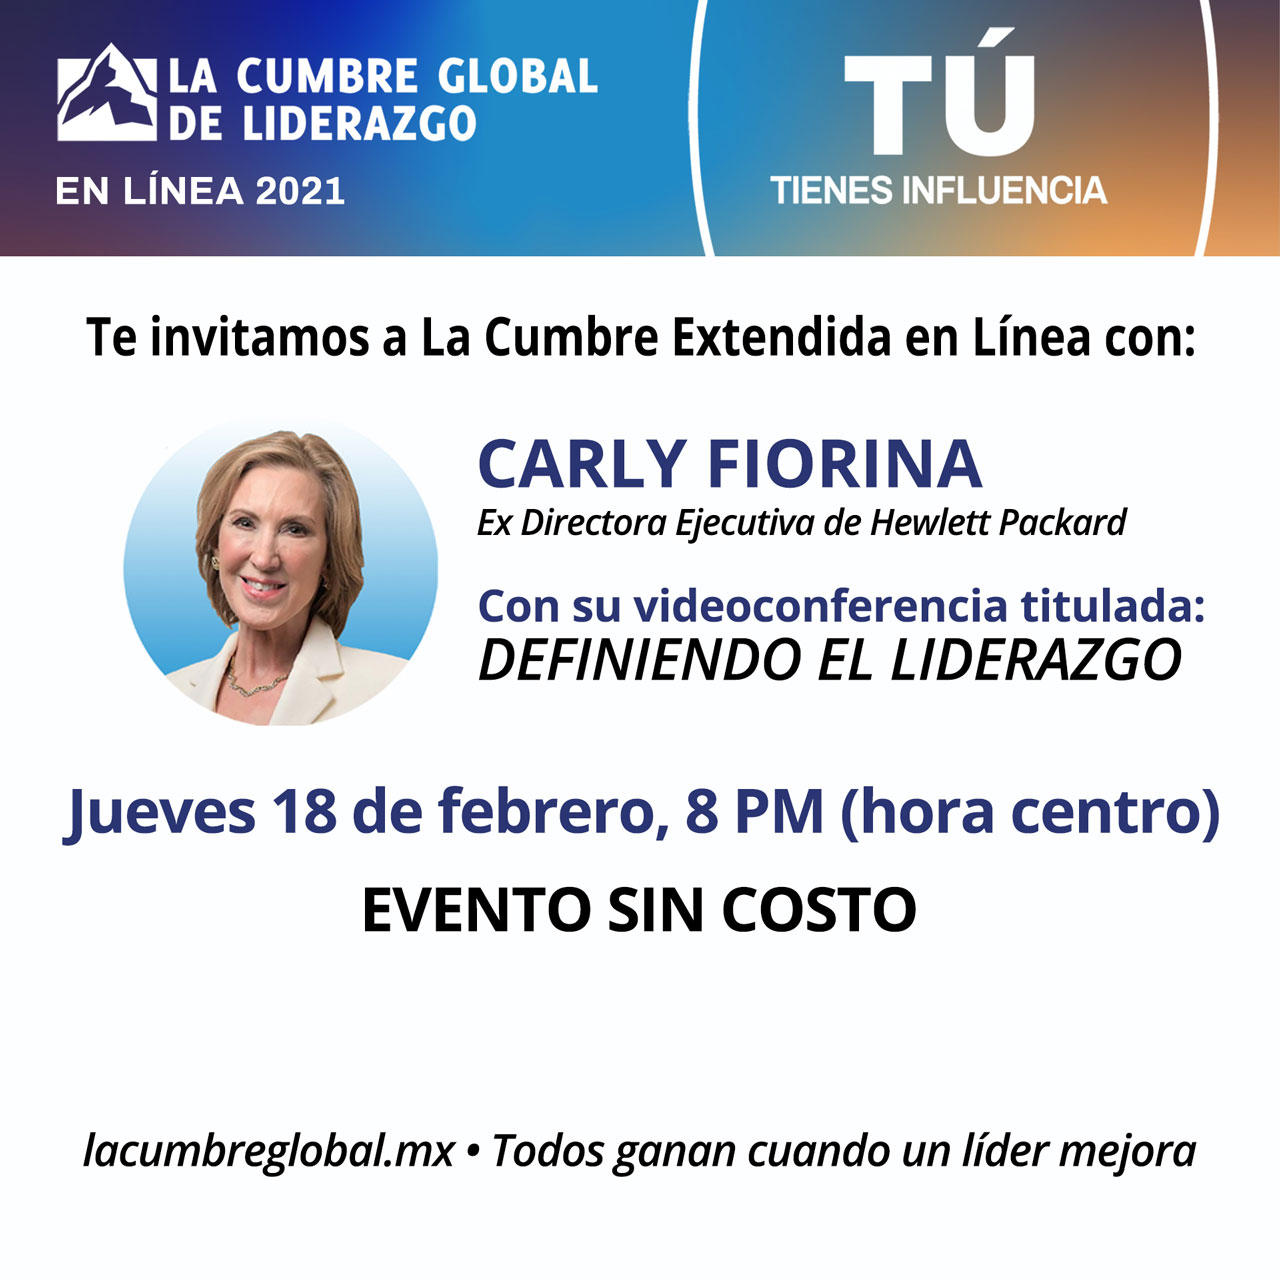 LA CUMBRE GLOBAL
DE LIDERAZGO
EN LÍNEA 2021
TÚ
TIENES INFLUENCIA
Te invitamos a La Cumbre Extendida en Línea con:
CARLY FIORINA
Ex Directora Ejecutiva de Hewlett Packard
Con su videoconferencia titulada:
DEFINIENDO EL LIDERAZGO
Jueves 18 de febrero, 8 PM (hora centro)
EVENTO SIN COSTO
lacumbreglobal.mx • Todos ganan cuando un líder mejora